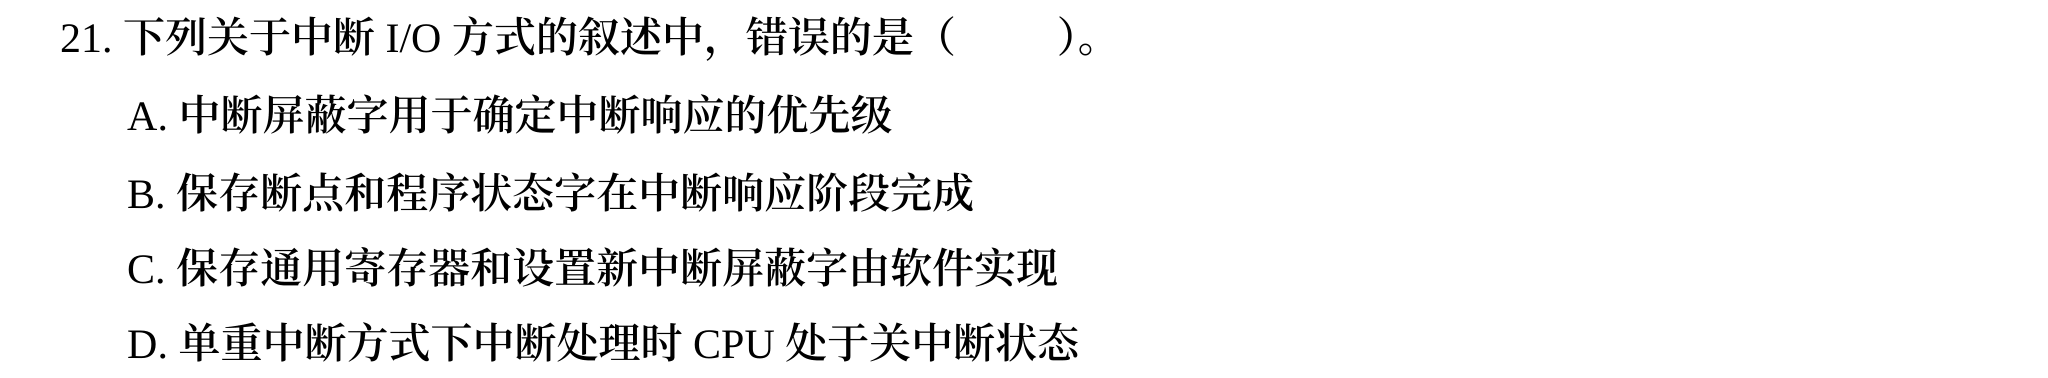 21. 下列关于中断 I/O 方式的叙述中，错误的是（　　）。
A. 中断屏蔽字用于确定中断响应的优先级
B. 保存断点和程序状态字在中断响应阶段完成
C. 保存通用寄存器和设置新中断屏蔽字由软件实现
D. 单重中断方式下中断处理时 CPU 处于关中断状态